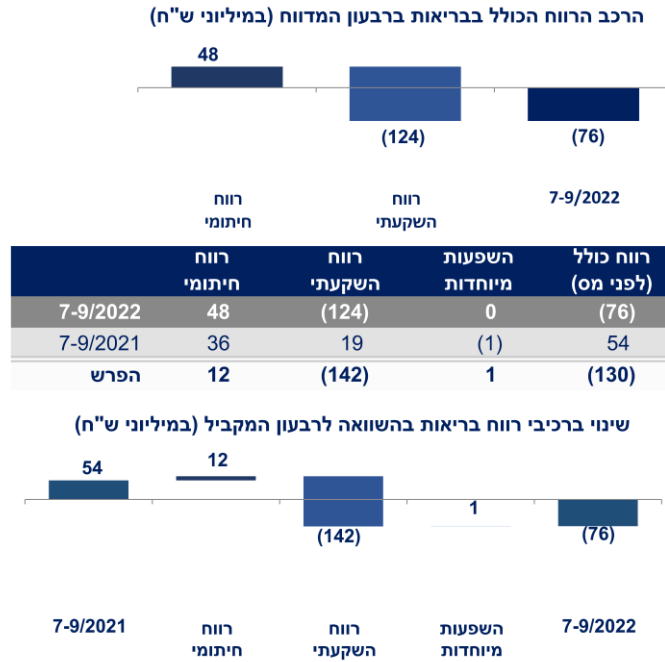 הרכב הרווח הכולל בבריאות ברבעון המדווח (במיליוני ש"ח)
48
(124)
(76)
רווח חיתומי
רווח השקעתי
7-9/2022
רווח חיתומי
רווח השקעתי
השפעות מיוחדות
רווח כולל (לפני מס)
7-9/2022 48 (124) 0 (76)
7-9/2021 36 19 (1) 54
הפרש 12 (142) 1 (130)
שינוי ברכיבי רווח בריאות בהשוואה לרבעון המקביל (במיליוני ש"ח)
54
12
(142)
1
(76)
7-9/2021
רווח חיתומי
רווח השקעתי
השפעות מיוחדות
7-9/2022